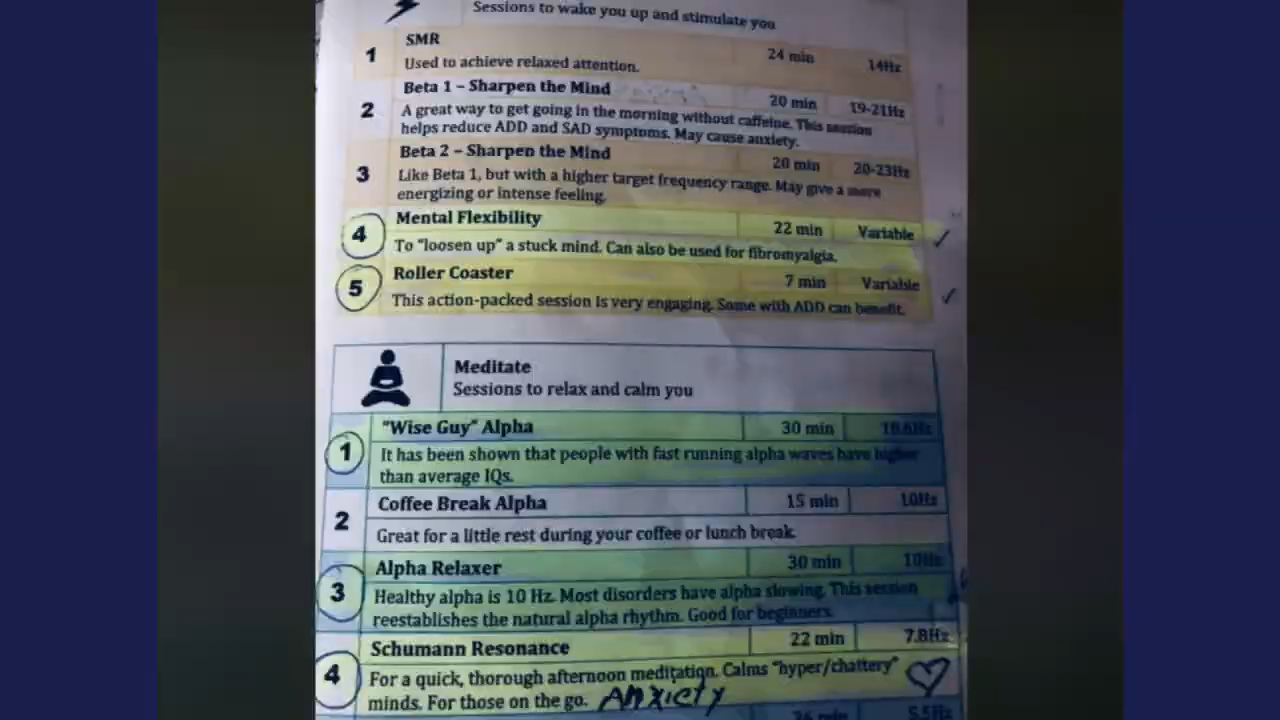 Sessions to wake you up and stimulate you
1 SMR 24 min 14Hz
Used to achieve relaxed attention.
2 Beta 1 – Sharpen the Mind 20 min 19-21Hz
A great way to get going in the morning without caffeine. This session
helps reduce ADD and SAD symptoms. May cause anxiety.
3 Beta 2 – Sharpen the Mind 20 min 20-23Hz
Like Beta 1, but with a higher target frequency range. May give a more
energizing or intense feeling.
4 Mental Flexibility 22 min Variable
To "loosen up" a stuck mind. Can also be used for fibromyalgia.
5 Roller Coaster 7 min Variable
This action-packed session is very engaging. Some with ADD can benefit.
Meditate
Sessions to relax and calm you
1 "Wise Guy" Alpha 30 min
It has been shown that people with fast running alpha waves have higher
than average IQs.
2 Coffee Break Alpha 15 min 10Hz
Great for a little rest during your coffee or lunch break.
3 Alpha Relaxer 30 min 10Hz
Healthy alpha is 10 Hz. Most disorders have alpha slowing. This session
reestablishes the natural alpha rhythm. Good for beginners.
4 Schumann Resonance 22 min 7.8Hz
For a quick, thorough afternoon meditation. Calms "hyper/chattery"
minds. For those on the go. Anxiety
5.5Hz